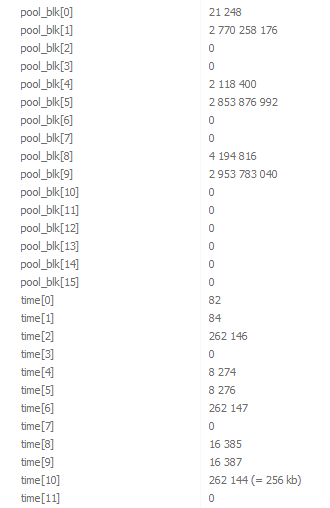 pool_blk[0] 21 248
pool_blk[1] 2 770 258 176
pool_blk[2] 0
pool_blk[3] 0
pool_blk[4] 2 118 400
pool_blk[5] 2 853 876 992
pool_blk[6] 0
pool_blk[7] 0
pool_blk[8] 4 194 816
pool_blk[9] 2 953 783 040
pool_blk[10] 0
pool_blk[11] 0
pool_blk[12] 0
pool_blk[13] 0
pool_blk[14] 0
pool_blk[15] 0
time[0] 82
time[1] 84
time[2] 262 146
time[3] 0
time[4] 8 274
time[5] 8 276
time[6] 262 147
time[7] 0
time[8] 16 385
time[9] 16 387
time[10] 262 144 (= 256 kb)
time[11] 0